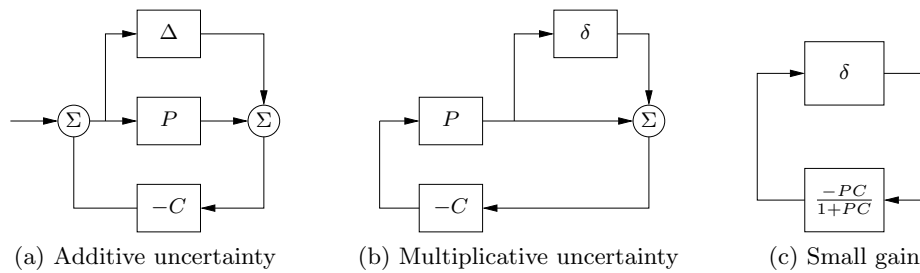 Δ
Σ
P
Σ
−C
(a) Additive uncertainty
δ
P
Σ
−C
(b) Multiplicative uncertainty
δ
−PC
1+PC
(c) Small gain